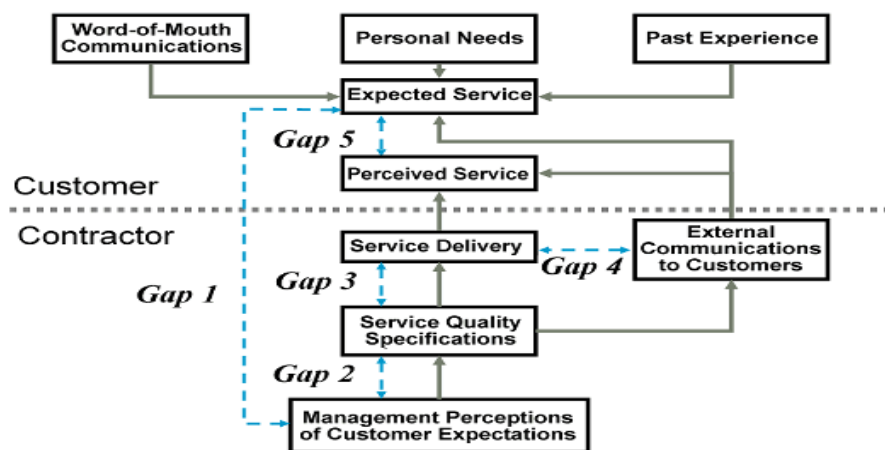 Word-of-Mouth
Communications
Personal Needs
Past Experience
Expected Service
Gap 5
Perceived Service
Customer
Contractor
Service Delivery
External
Communications
to Customers
Gap 4
Gap 3
Gap 1
Service Quality
Specifications
Gap 2
Management Perceptions
of Customer Expectations